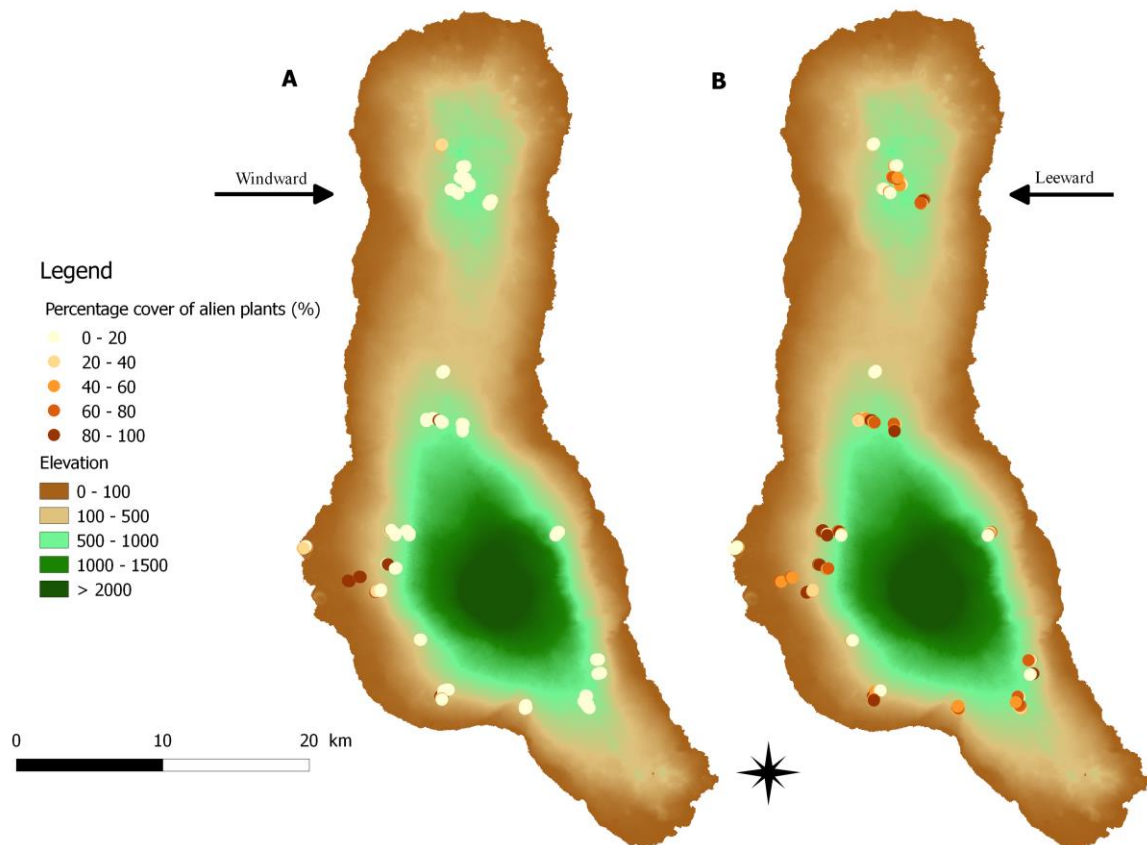 A
B
Windward
Leeward
Legend
Percentage cover of alien plants (%)
0 - 20
20 - 40
40 - 60
60 - 80
80 - 100
Elevation
0 - 100
100 - 500
500 - 1000
1000 - 1500
> 2000
0 10 20 km